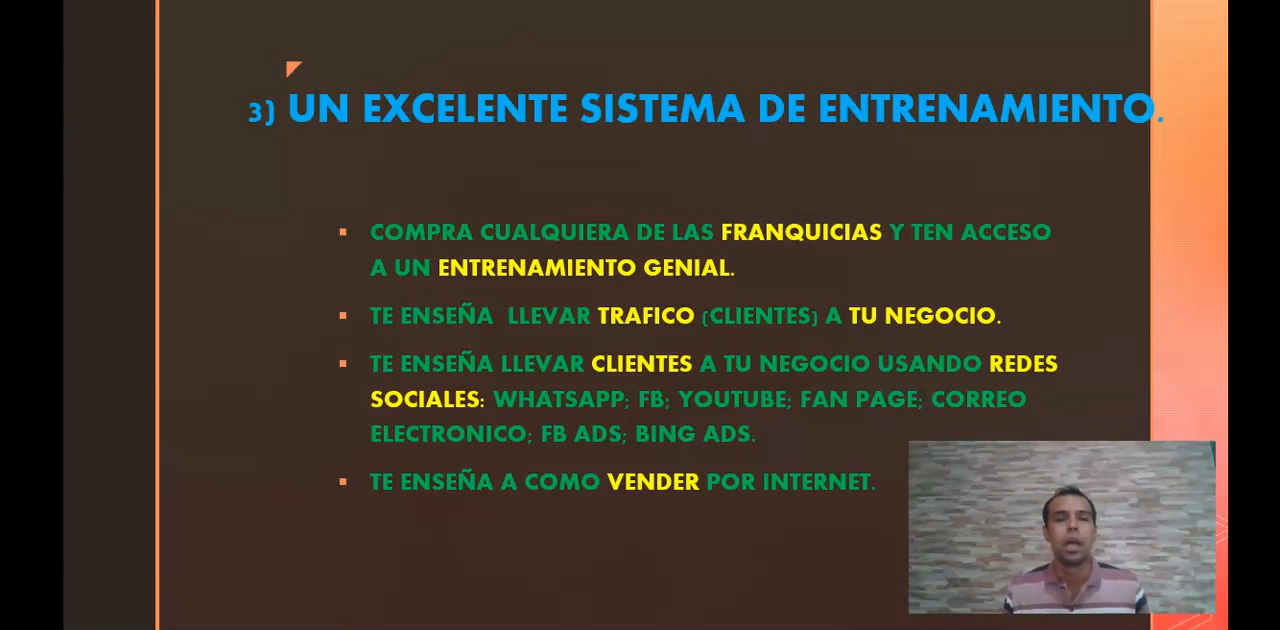 3) UN EXCELENTE SISTEMA DE ENTRENAMIENTO.
COMPRA CUALQUIERA DE LAS FRANQUICIAS Y TEN ACCESO
A UN ENTRENAMIENTO GENIAL.
TE ENSEÑA LLEVAR TRAFICO (CLIENTES) A TU NEGOCIO.
TE ENSEÑA LLEVAR CLIENTES A TU NEGOCIO USANDO REDES
SOCIALES: WHATSAPP; FB; YOUTUBE; FAN PAGE; CORREO
ELECTRONICO; FB ADS; BING ADS.
TE ENSEÑA A COMO VENDER POR INTERNET.